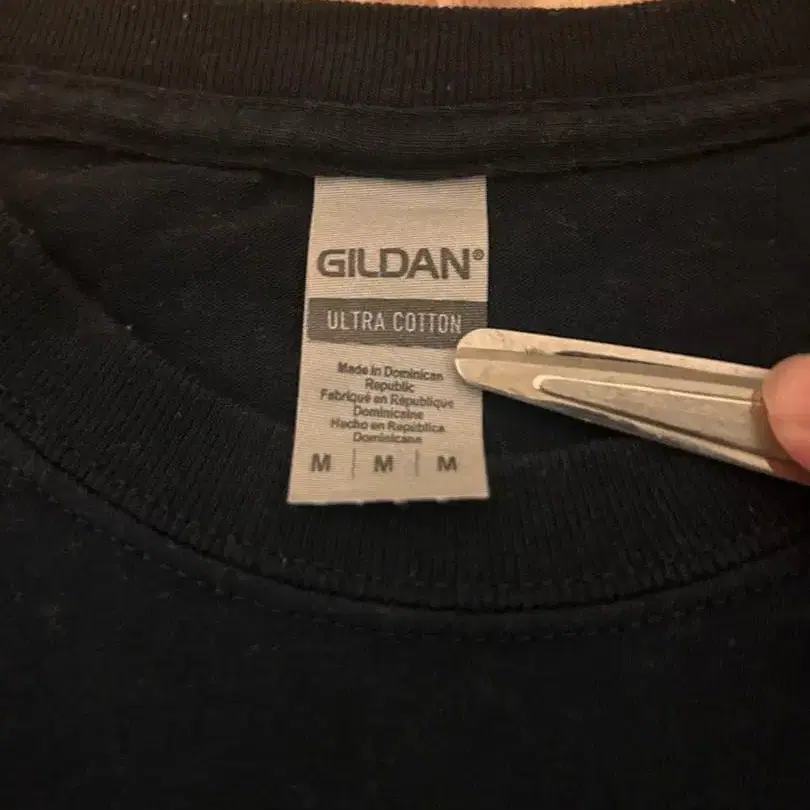 GILDAN®
ULTRA COTTON
Made in Dominican
Republic
Fabriqué en République
Dominicaine
Hecho en República
Dominicana
M | M | M